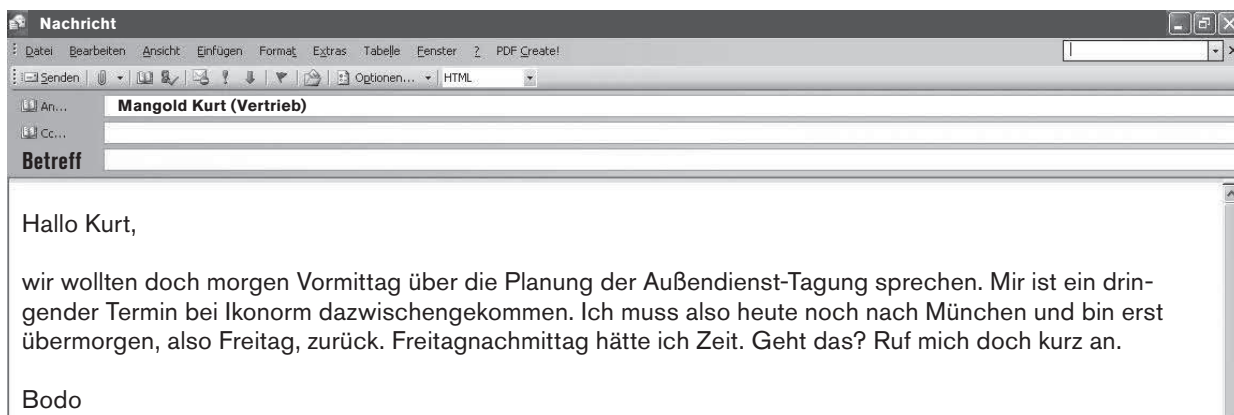 Nachricht
Datei Bearbeiten Ansicht Einfügen Format Extras Tabelle Fenster ? PDF Create!
Senden Optionen... HTML
An... Mangold Kurt (Vertrieb)
Cc...
Betreff
Hallo Kurt,
wir wollten doch morgen Vormittag über die Planung der Außendienst-Tagung sprechen. Mir ist ein drin-
gender Termin bei Ikonorm dazwischengekommen. Ich muss also heute noch nach München und bin erst
übermorgen, also Freitag, zurück. Freitagnachmittag hätte ich Zeit. Geht das? Ruf mich doch kurz an.
Bodo